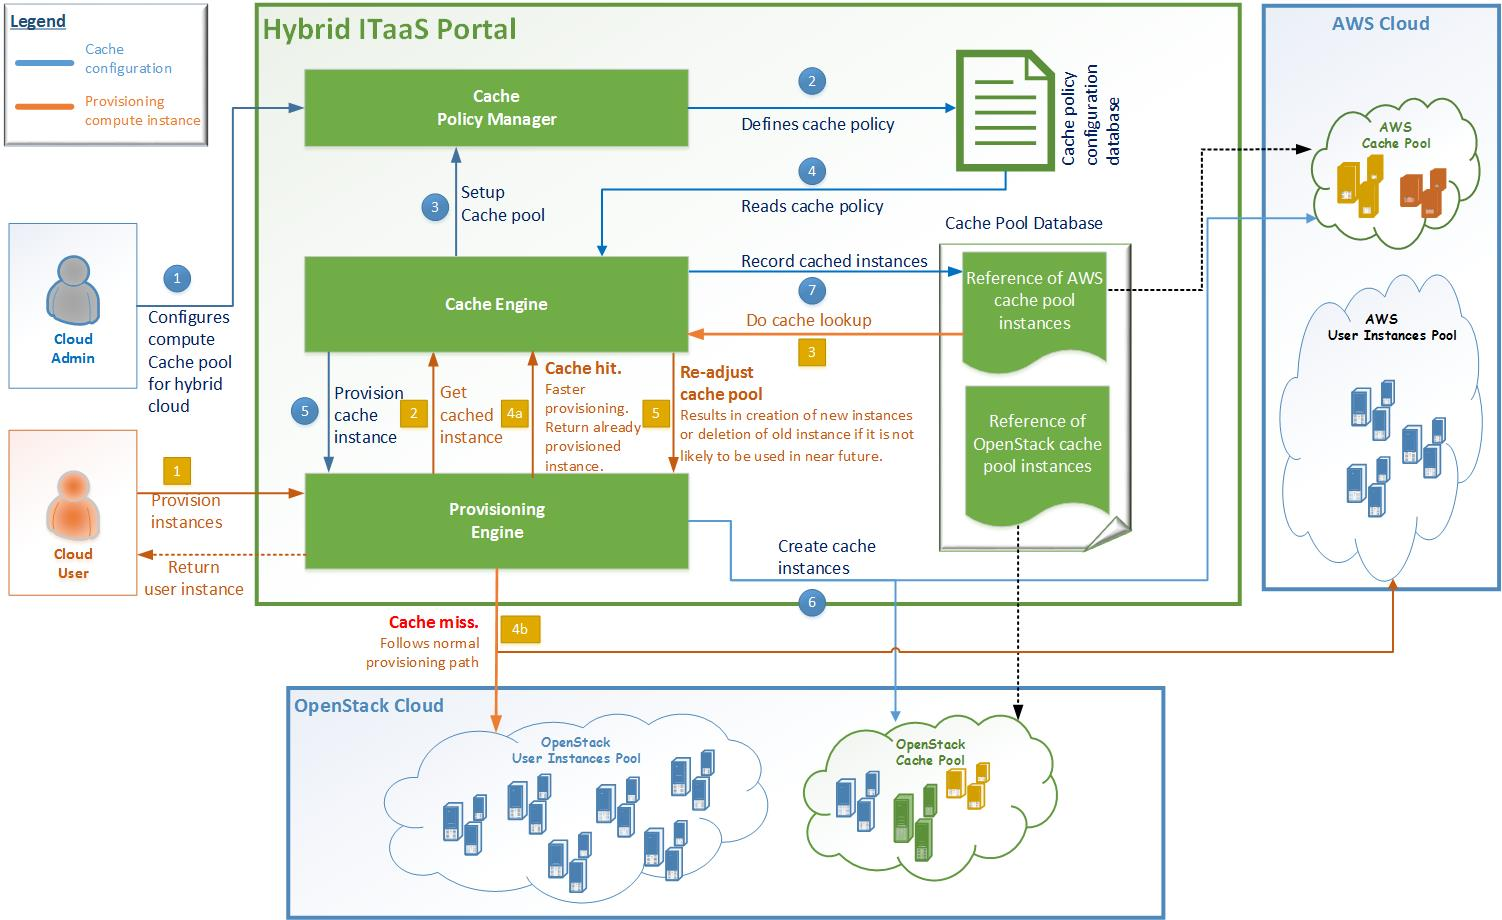 Legend
Cache
configuration
Provisioning
compute instance
Hybrid ITaaS Portal
AWS Cloud
Cache
Policy Manager
2
Defines cache policy
Cache policy
configuration
database
AWS
Cache Pool
3
Setup
Cache pool
4
Reads cache policy
Cache Pool Database
1
Configures
compute
Cache pool
for hybrid
cloud
Cloud
Admin
Cache Engine
Record cached instances
7
Do cache lookup
3
Reference of AWS
cache pool
instances
AWS
User Instances Pool
5
Provision
cache
instance
2
Get
cached
instance
4a
Cache hit.
Faster
provisioning.
Return already
provisioned
instance.
5
Re-adjust
cache pool
Results in creation of new instances
or deletion of old instance if it is not
likely to be used in near future.
Reference of
OpenStack cache
pool instances
1
Provision
instances
Cloud
User
Return
user instance
Provisioning
Engine
Create cache
instances
6
Cache miss.
Follows normal
provisioning path
4b
OpenStack Cloud
OpenStack
User Instances Pool
OpenStack
Cache Pool